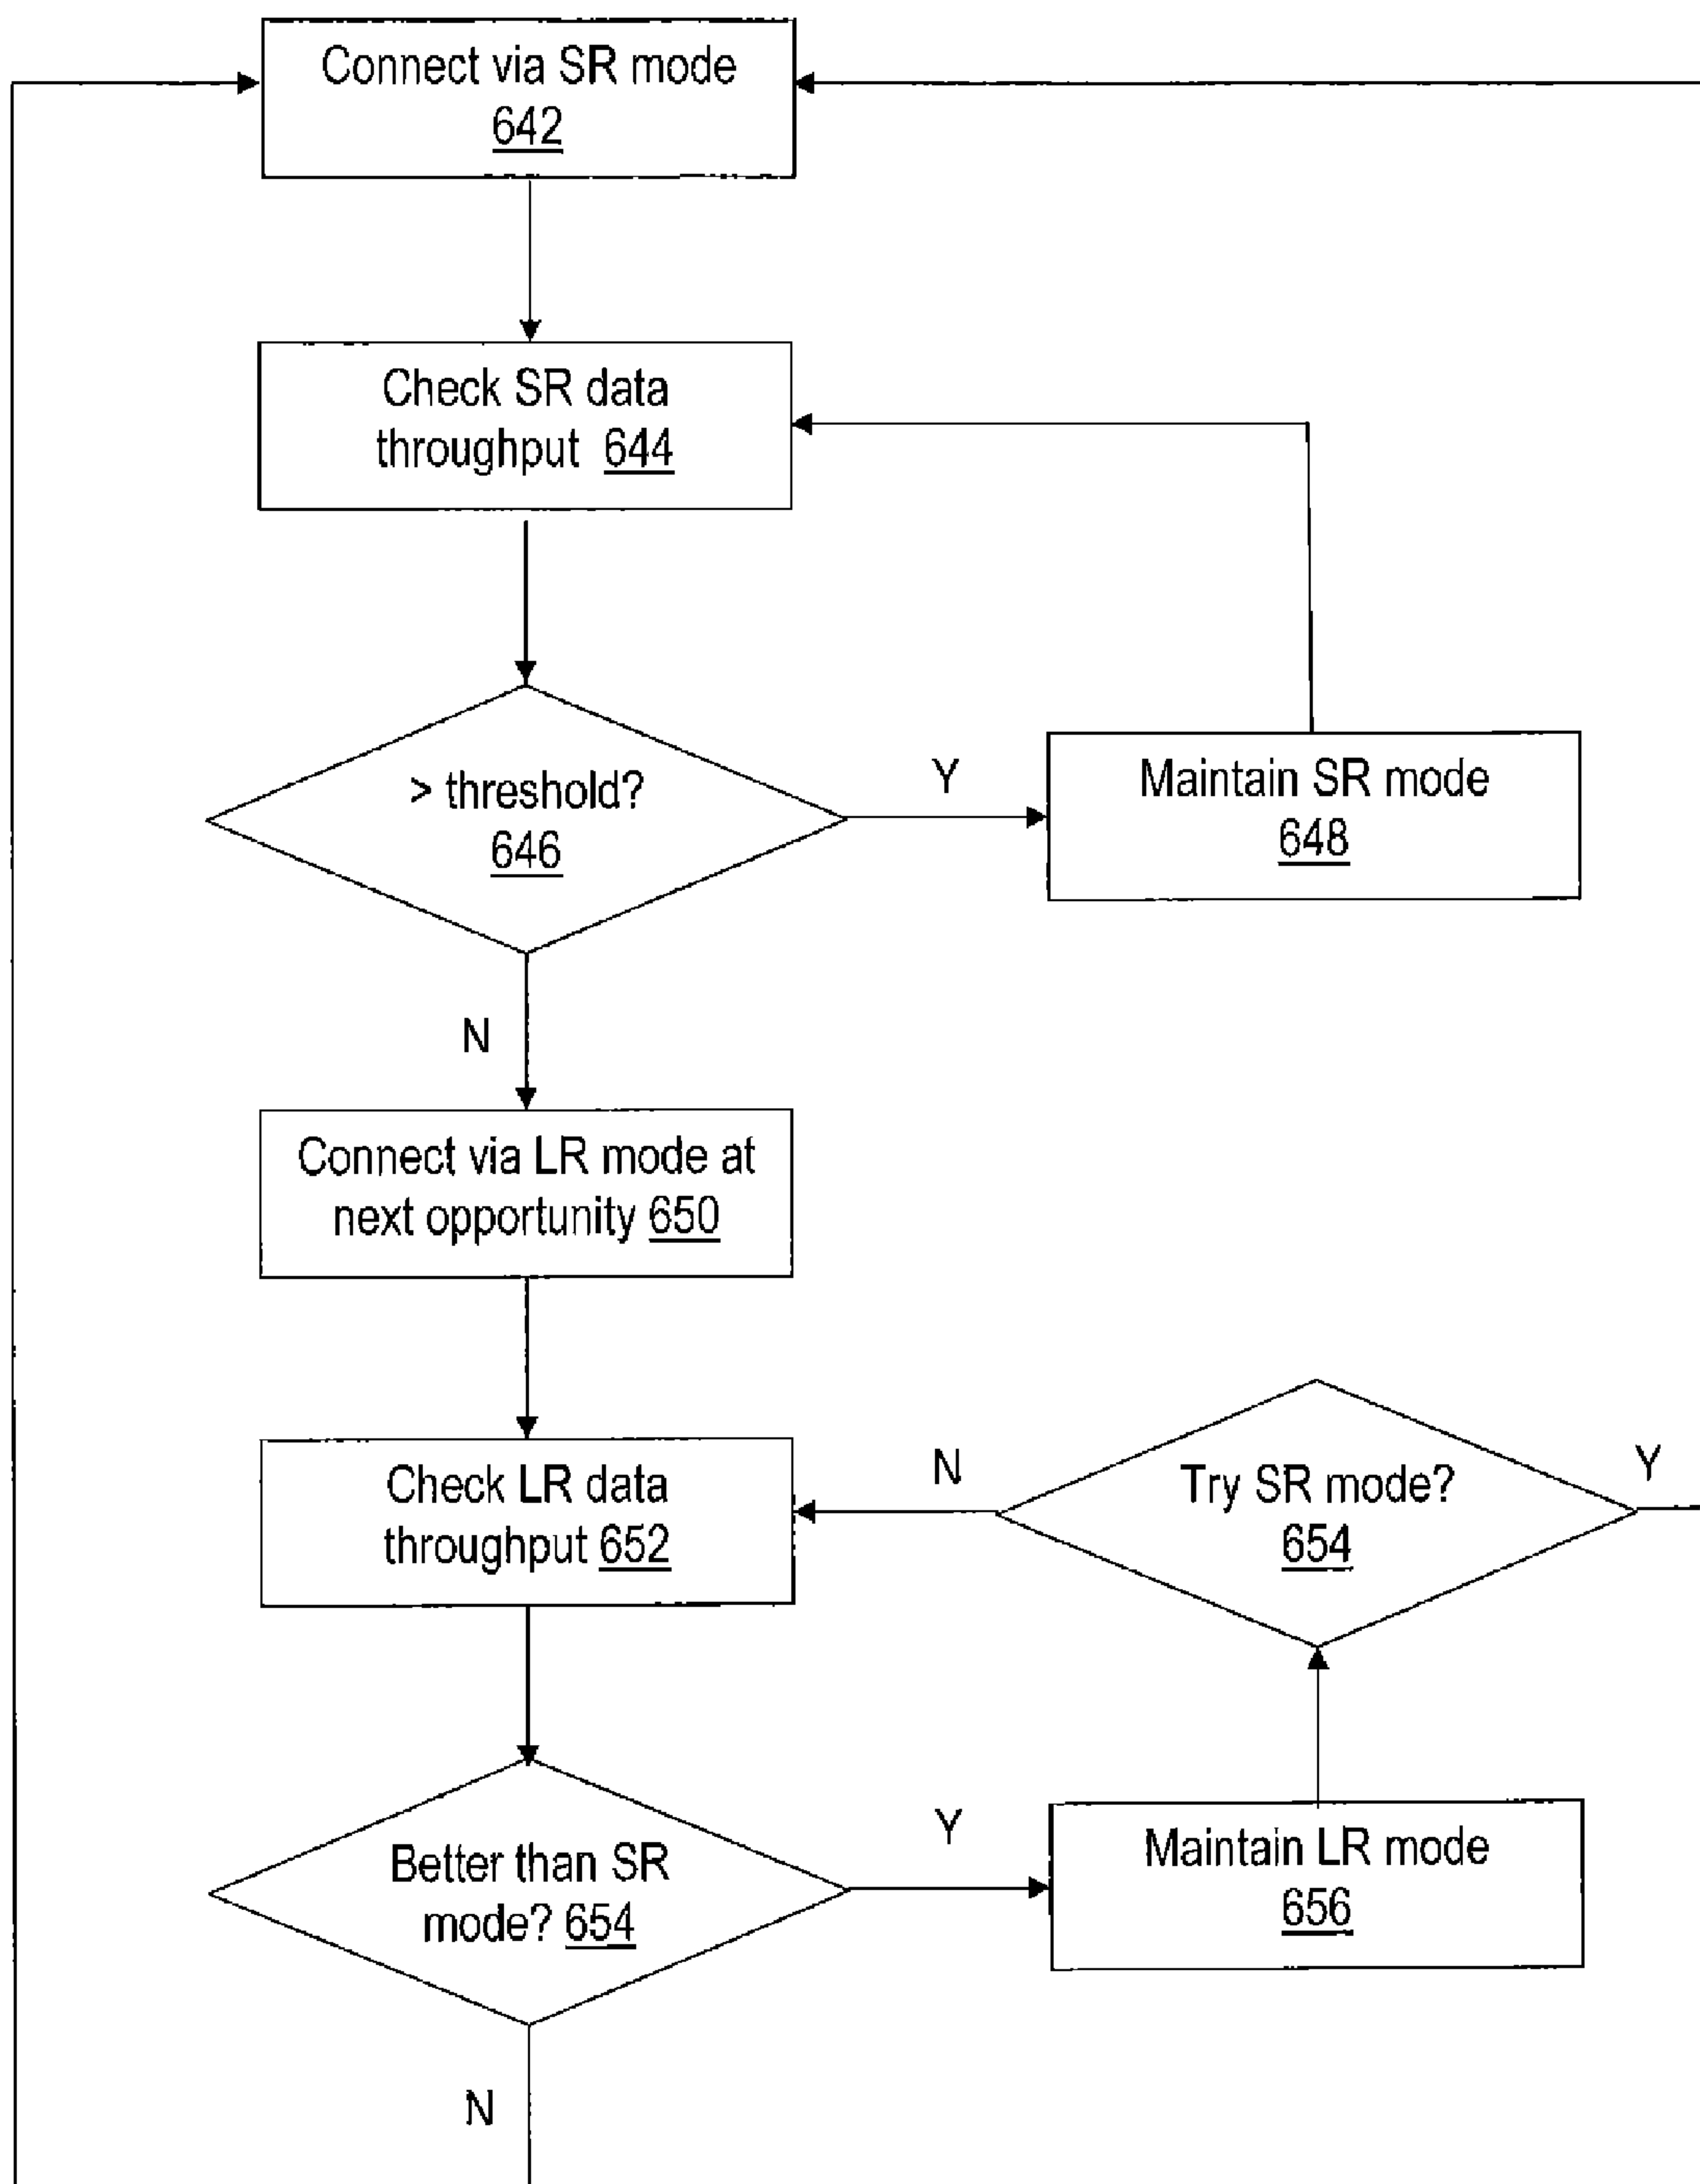 Connect via SR mode
642
Check SR data
throughput 644
> threshold?
646
Y
Maintain SR mode
648
N
Connect via LR mode at
next opportunity 650
Check LR data
throughput 652
N
Try SR mode?
654
Y
Better than SR
mode? 654
Y
Maintain LR mode
656
N